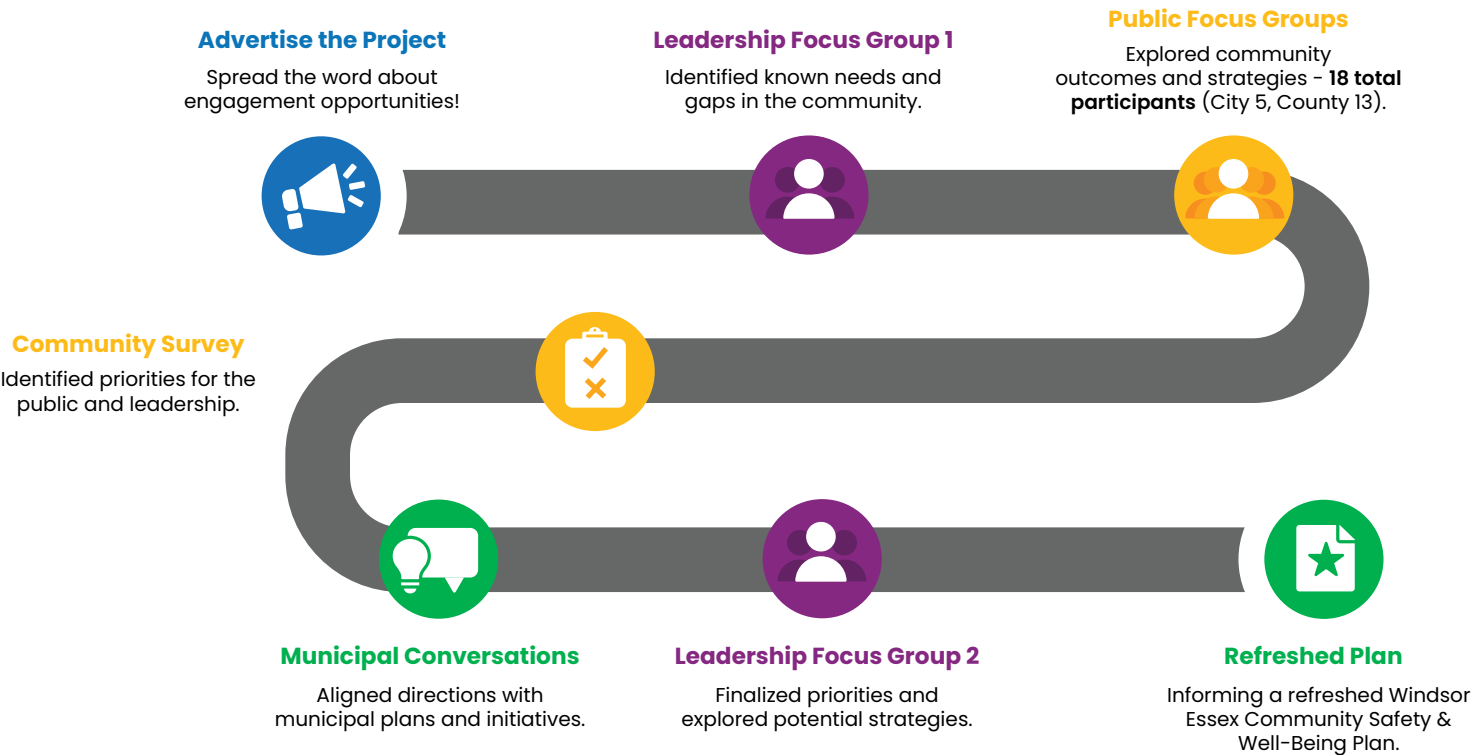 Advertise the Project
Spread the word about
engagement opportunities!
Leadership Focus Group 1
Identified known needs and
gaps in the community.
Public Focus Groups
Explored community
outcomes and strategies - 18 total
participants (City 5, County 13).
Community Survey
Identified priorities for the
public and leadership.
Municipal Conversations
Aligned directions with
municipal plans and initiatives.
Leadership Focus Group 2
Finalized priorities and
explored potential strategies.
Refreshed Plan
Informing a refreshed Windsor
Essex Community Safety &
Well-Being Plan.